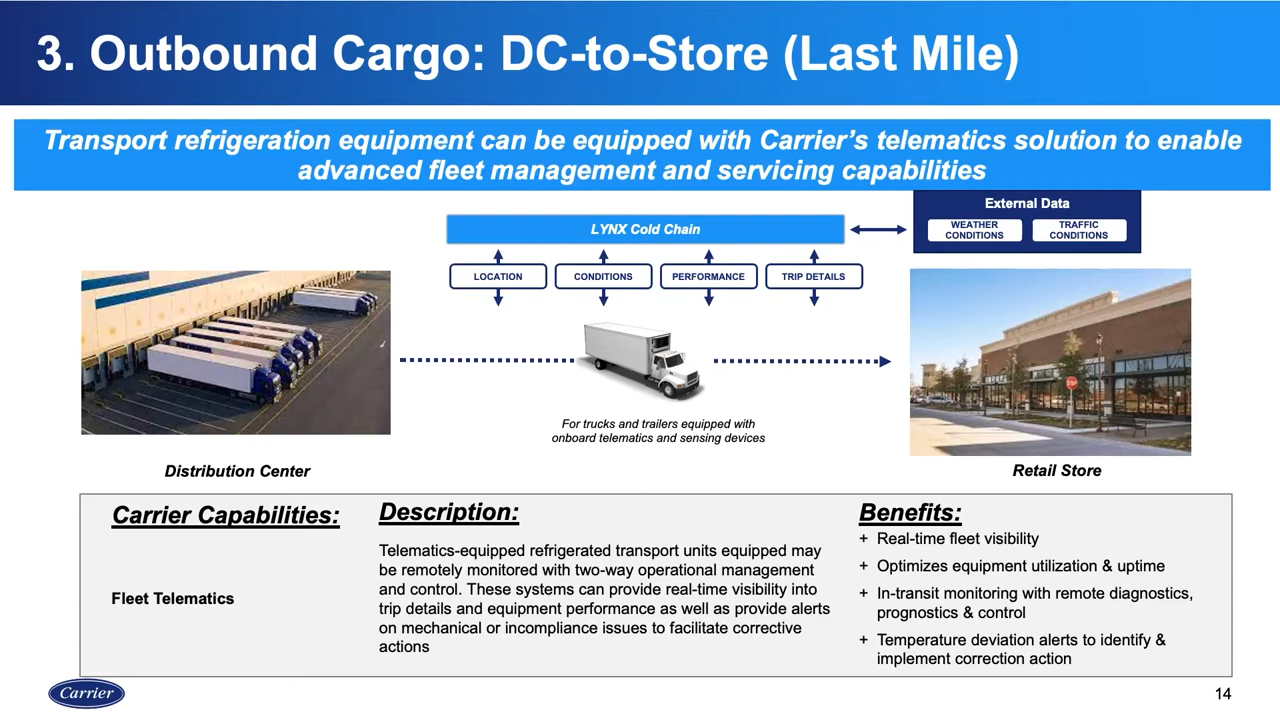 3. Outbound Cargo: DC-to-Store (Last Mile)
Transport refrigeration equipment can be equipped with Carrier’s telematics solution to enable
advanced fleet management and servicing capabilities
External Data
WEATHER
CONDITIONS
TRAFFIC
CONDITIONS
LYNX Cold Chain
LOCATION
CONDITIONS
PERFORMANCE
TRIP DETAILS
STOP
For trucks and trailers equipped with
onboard telematics and sensing devices
Distribution Center
Retail Store
Carrier Capabilities:
Fleet Telematics
Description:
Telematics-equipped refrigerated transport units equipped may
be remotely monitored with two-way operational management
and control. These systems can provide real-time visibility into
trip details and equipment performance as well as provide alerts
on mechanical or incompliance issues to facilitate corrective
actions
Benefits:
+ Real-time fleet visibility
+ Optimizes equipment utilization & uptime
+ In-transit monitoring with remote diagnostics,
prognostics & control
+ Temperature deviation alerts to identify &
implement correction action
Carrier
14